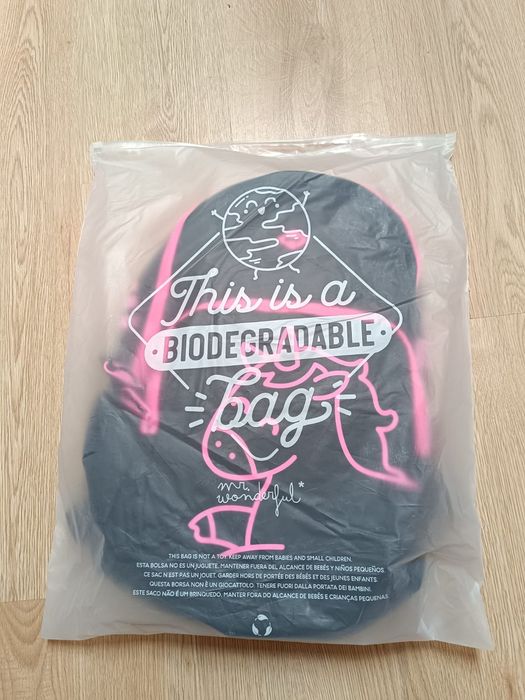 This is a
BIODEGRADABLE
bag
mr.
wonderful*
THIS BAG IS NOT A TOY. KEEP AWAY FROM BABIES AND SMALL CHILDREN.
ESTA BOLSA NO ES UN JUGUETE. MANTENER FUERA DEL ALCANCE DE BEBÉS Y NIÑOS PEQUEÑOS.
CE SAC N'EST PAS UN JOUET. GARDER HORS DE PORTÉE DES BÉBÉS ET DES JEUNES ENFANTS.
QUESTA BORSA NON È UN GIOCATTOLO. TENERE FUORI DALLA PORTATA DEI BAMBINI.
ESTE SACO NÃO É UM BRINQUEDO, MANTER FORA DO ALCANCE DE BEBÊS E CRIANÇAS PEQUENAS.